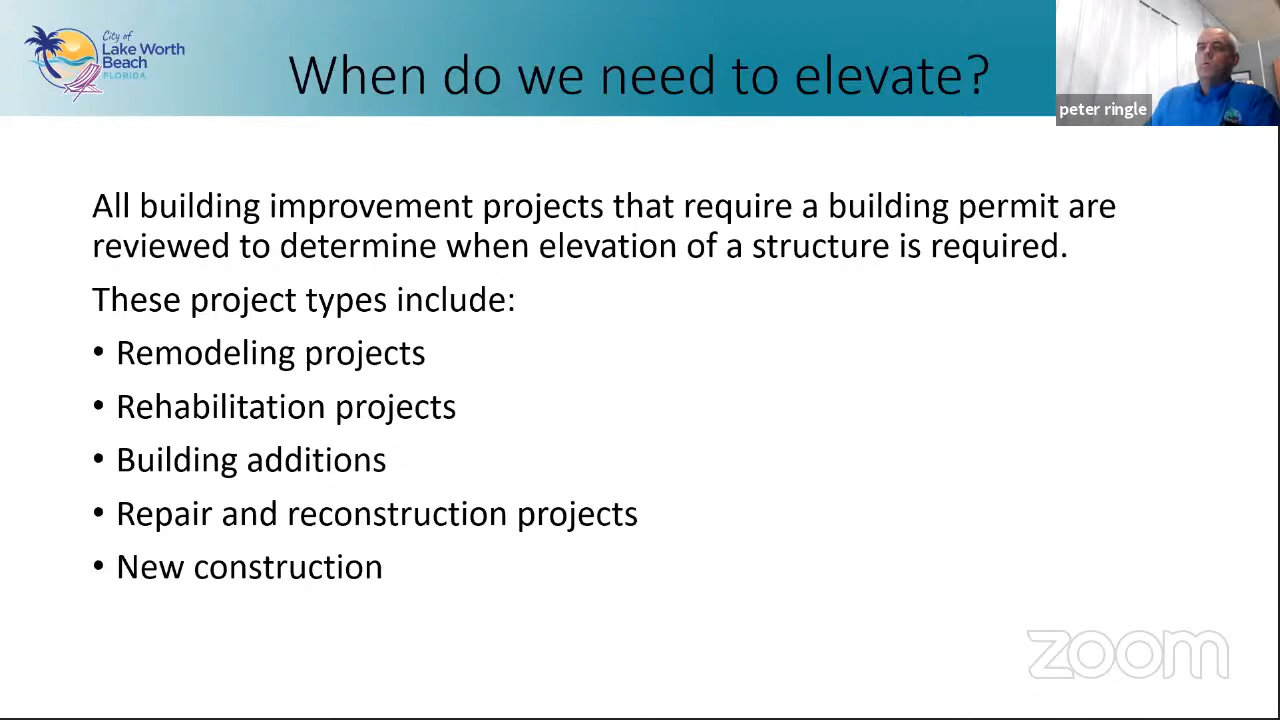 City of
Lake Worth
Beach
FLORIDA
When do we need to elevate?
peter ringle
All building improvement projects that require a building permit are
reviewed to determine when elevation of a structure is required.
These project types include:
• Remodeling projects
• Rehabilitation projects
• Building additions
• Repair and reconstruction projects
• New construction
zoom